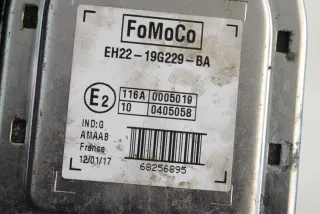 FoMoCo
EH22-19G229-BA
E2
116A 0005019
10 0405058
IND:G
AMAAB
France
12/01/17
68256895